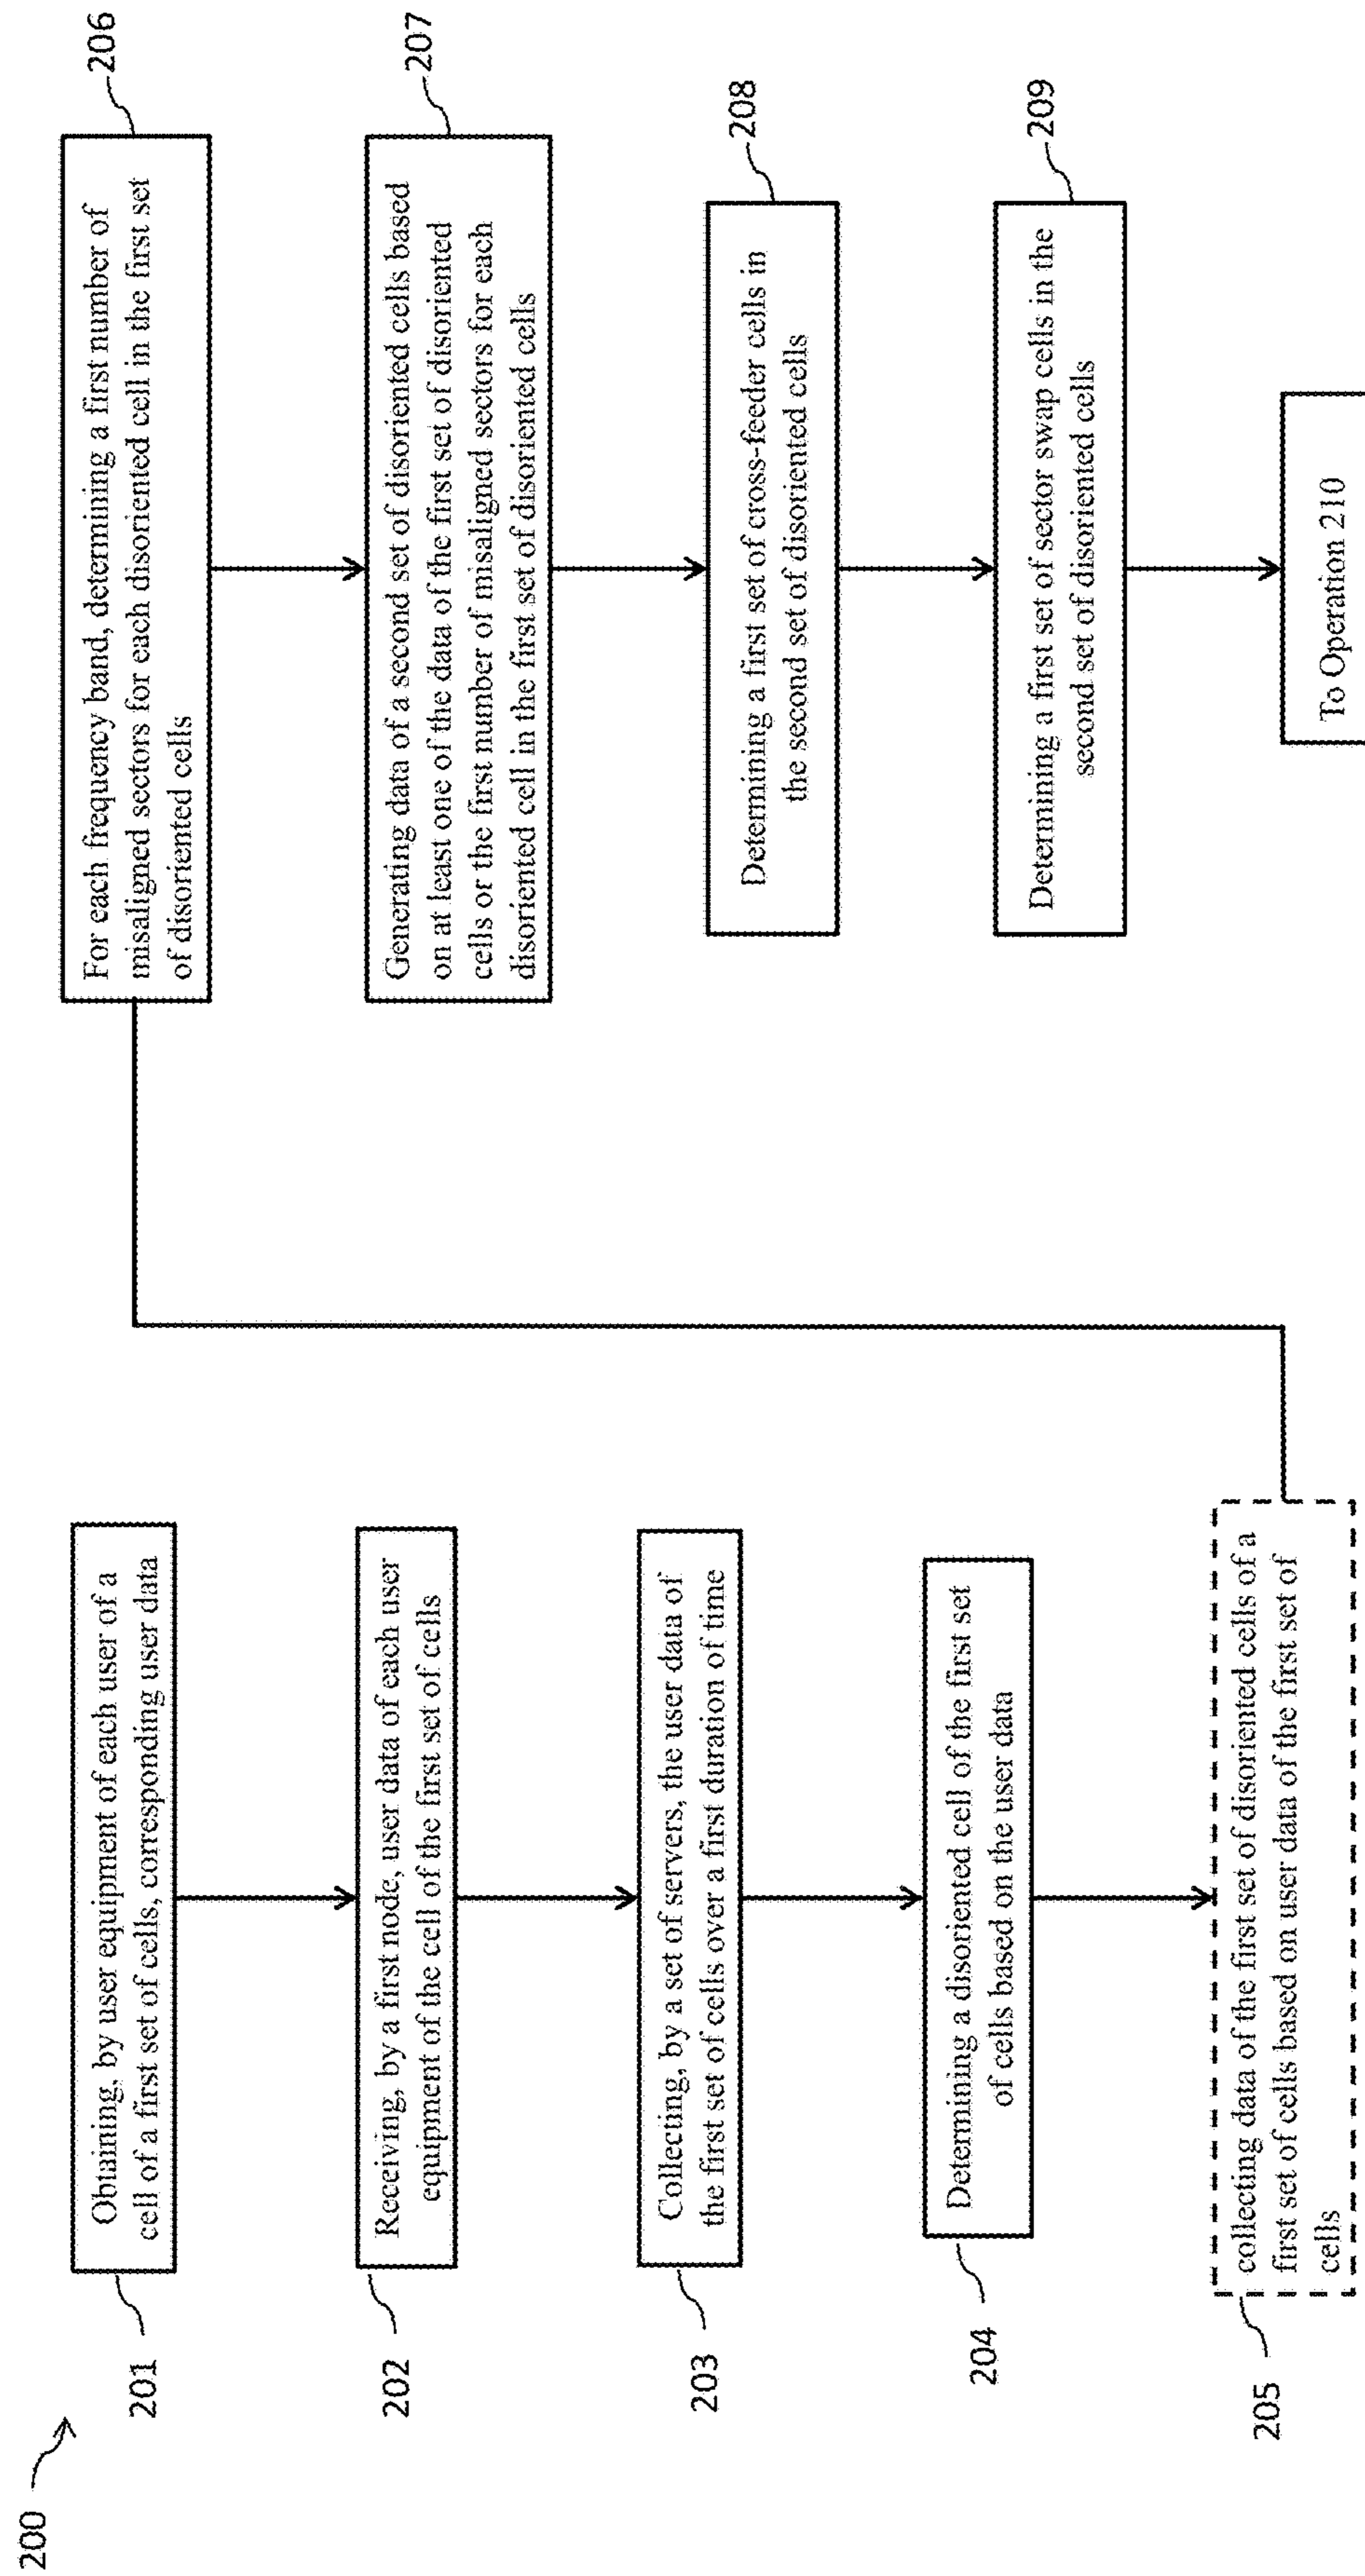 200
201
Obtaining, by user equipment of each user of a
cell of a first set of cells, corresponding user data
202
Receiving, by a first node, user data of each user
equipment of the cell of the first set of cells
203
Collecting, by a set of servers, the user data of
the first set of cells over a first duration of time
204
Determining a disoriented cell of the first set
of cells based on the user data
205
collecting data of the first set of disoriented cells of a
first set of cells based on user data of the first set of
cells
206
For each frequency band, determining a first number of
misaligned sectors for each disoriented cell in the first set
of disoriented cells
207
Generating data of a second set of disoriented cells based
on at least one of the data of the first set of disoriented
cells or the first number of misaligned sectors for each
disoriented cell in the first set of disoriented cells
208
Determining a first set of cross-feeder cells in
the second set of disoriented cells
209
Determining a first set of sector swap cells in the
second set of disoriented cells
To Operation 210